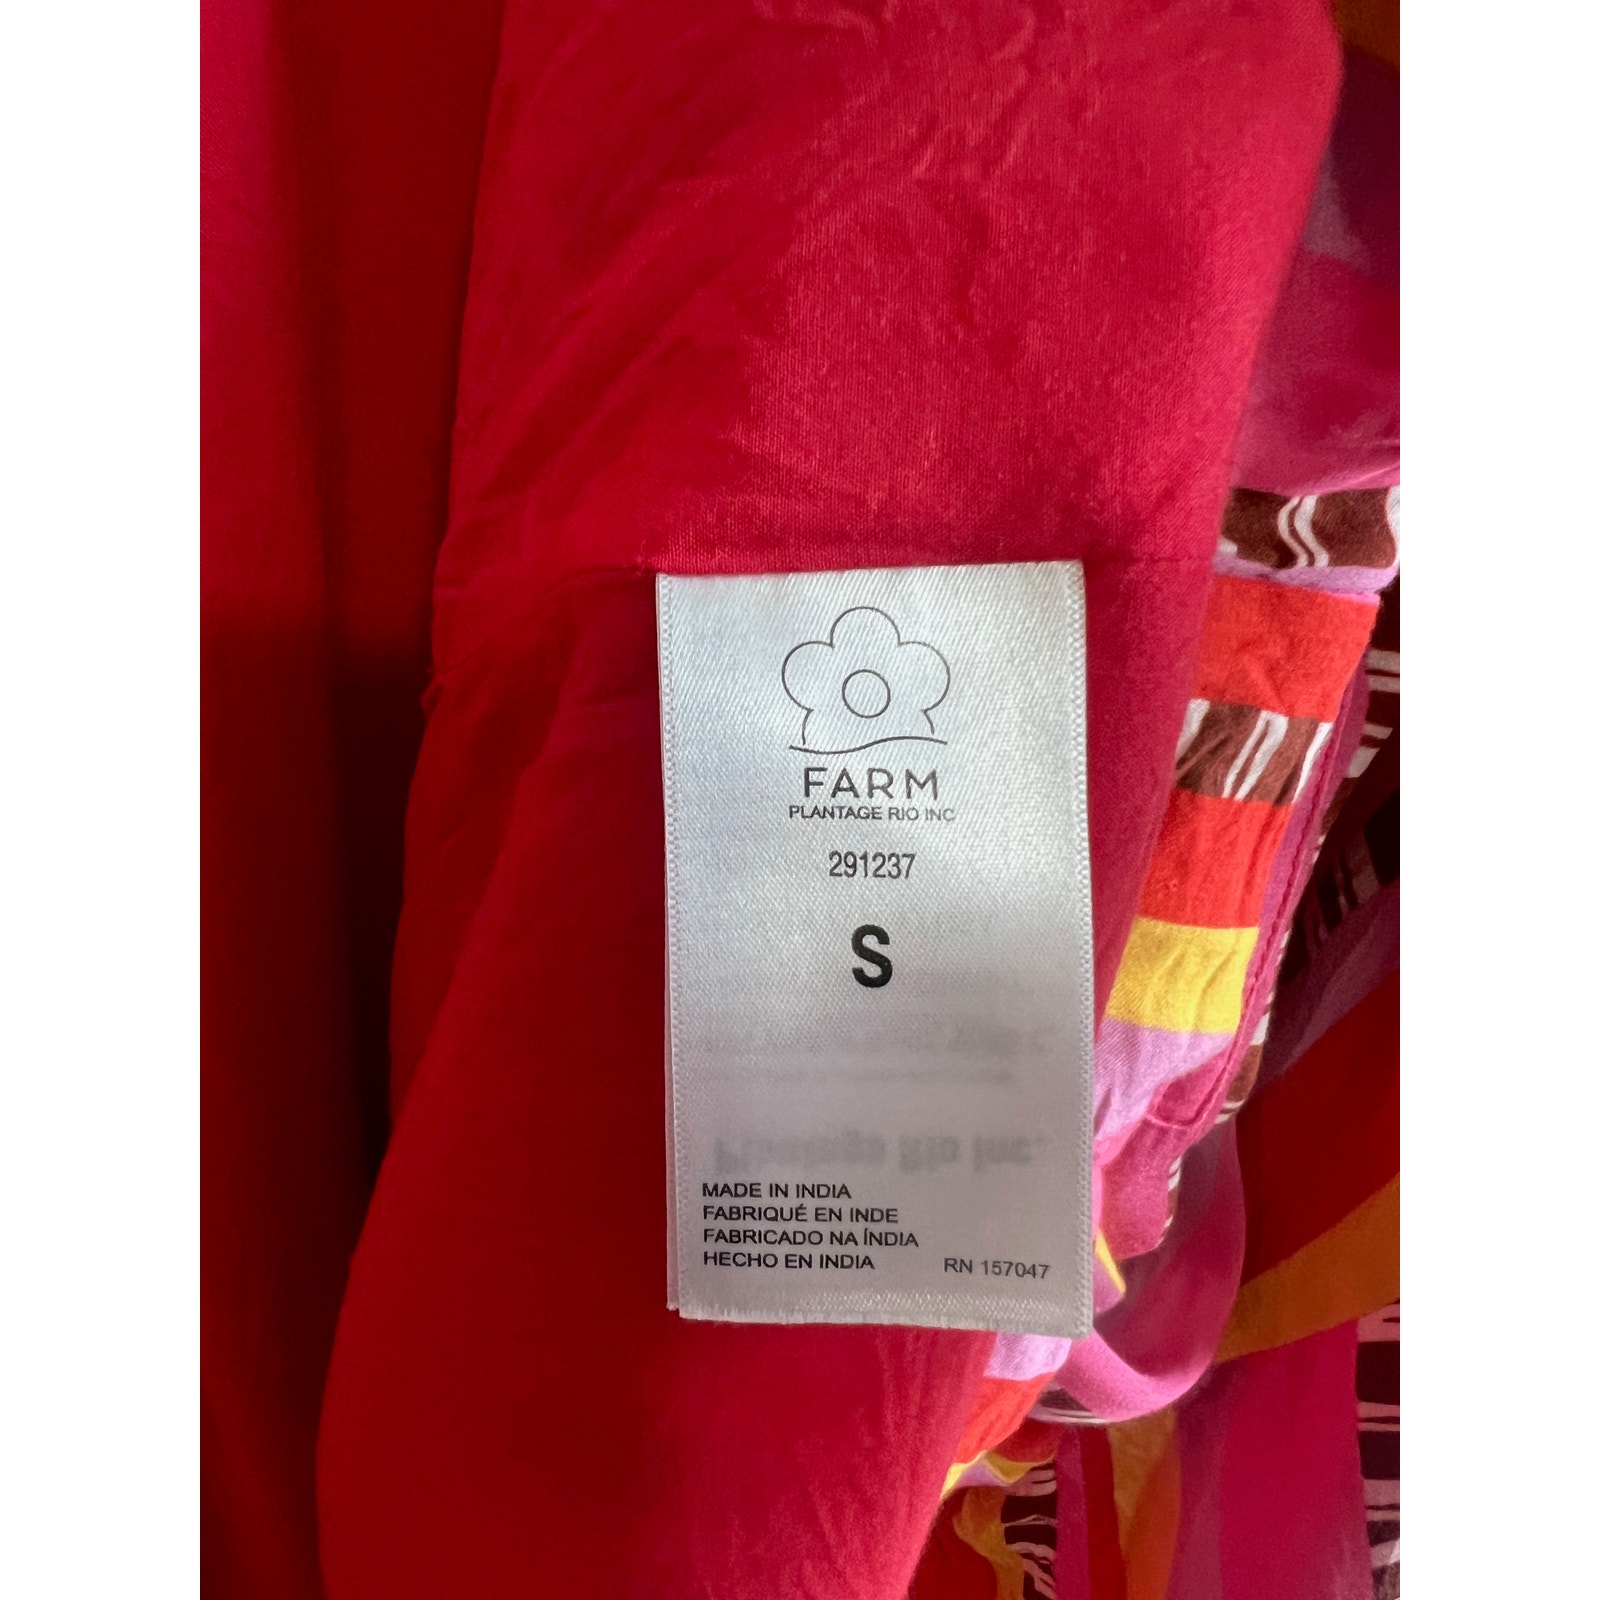 FARM
PLANTAGE RIO INC
291237
S
MADE IN INDIA
FABRIQUÉ EN INDE
FABRICADO NA ÍNDIA
HECHO EN INDIA
RN 157047